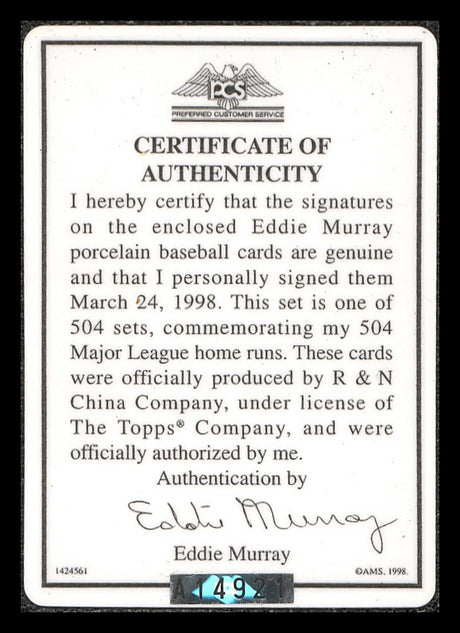 PCS
PREFERRED CUSTOMER SERVICE
CERTIFICATE OF
AUTHENTICITY
I hereby certify that the signatures
on the enclosed Eddie Murray
porcelain baseball cards are genuine
and that I personally signed them
March 24, 1998. This set is one of
504 sets, commemorating my 504
Major League home runs. These cards
were officially produced by R & N
China Company, under license of
The Topps® Company, and were
officially authorized by me.
Authentication by
Eddie Murray
Eddie Murray
1424561
©AMS. 1998.
A14921